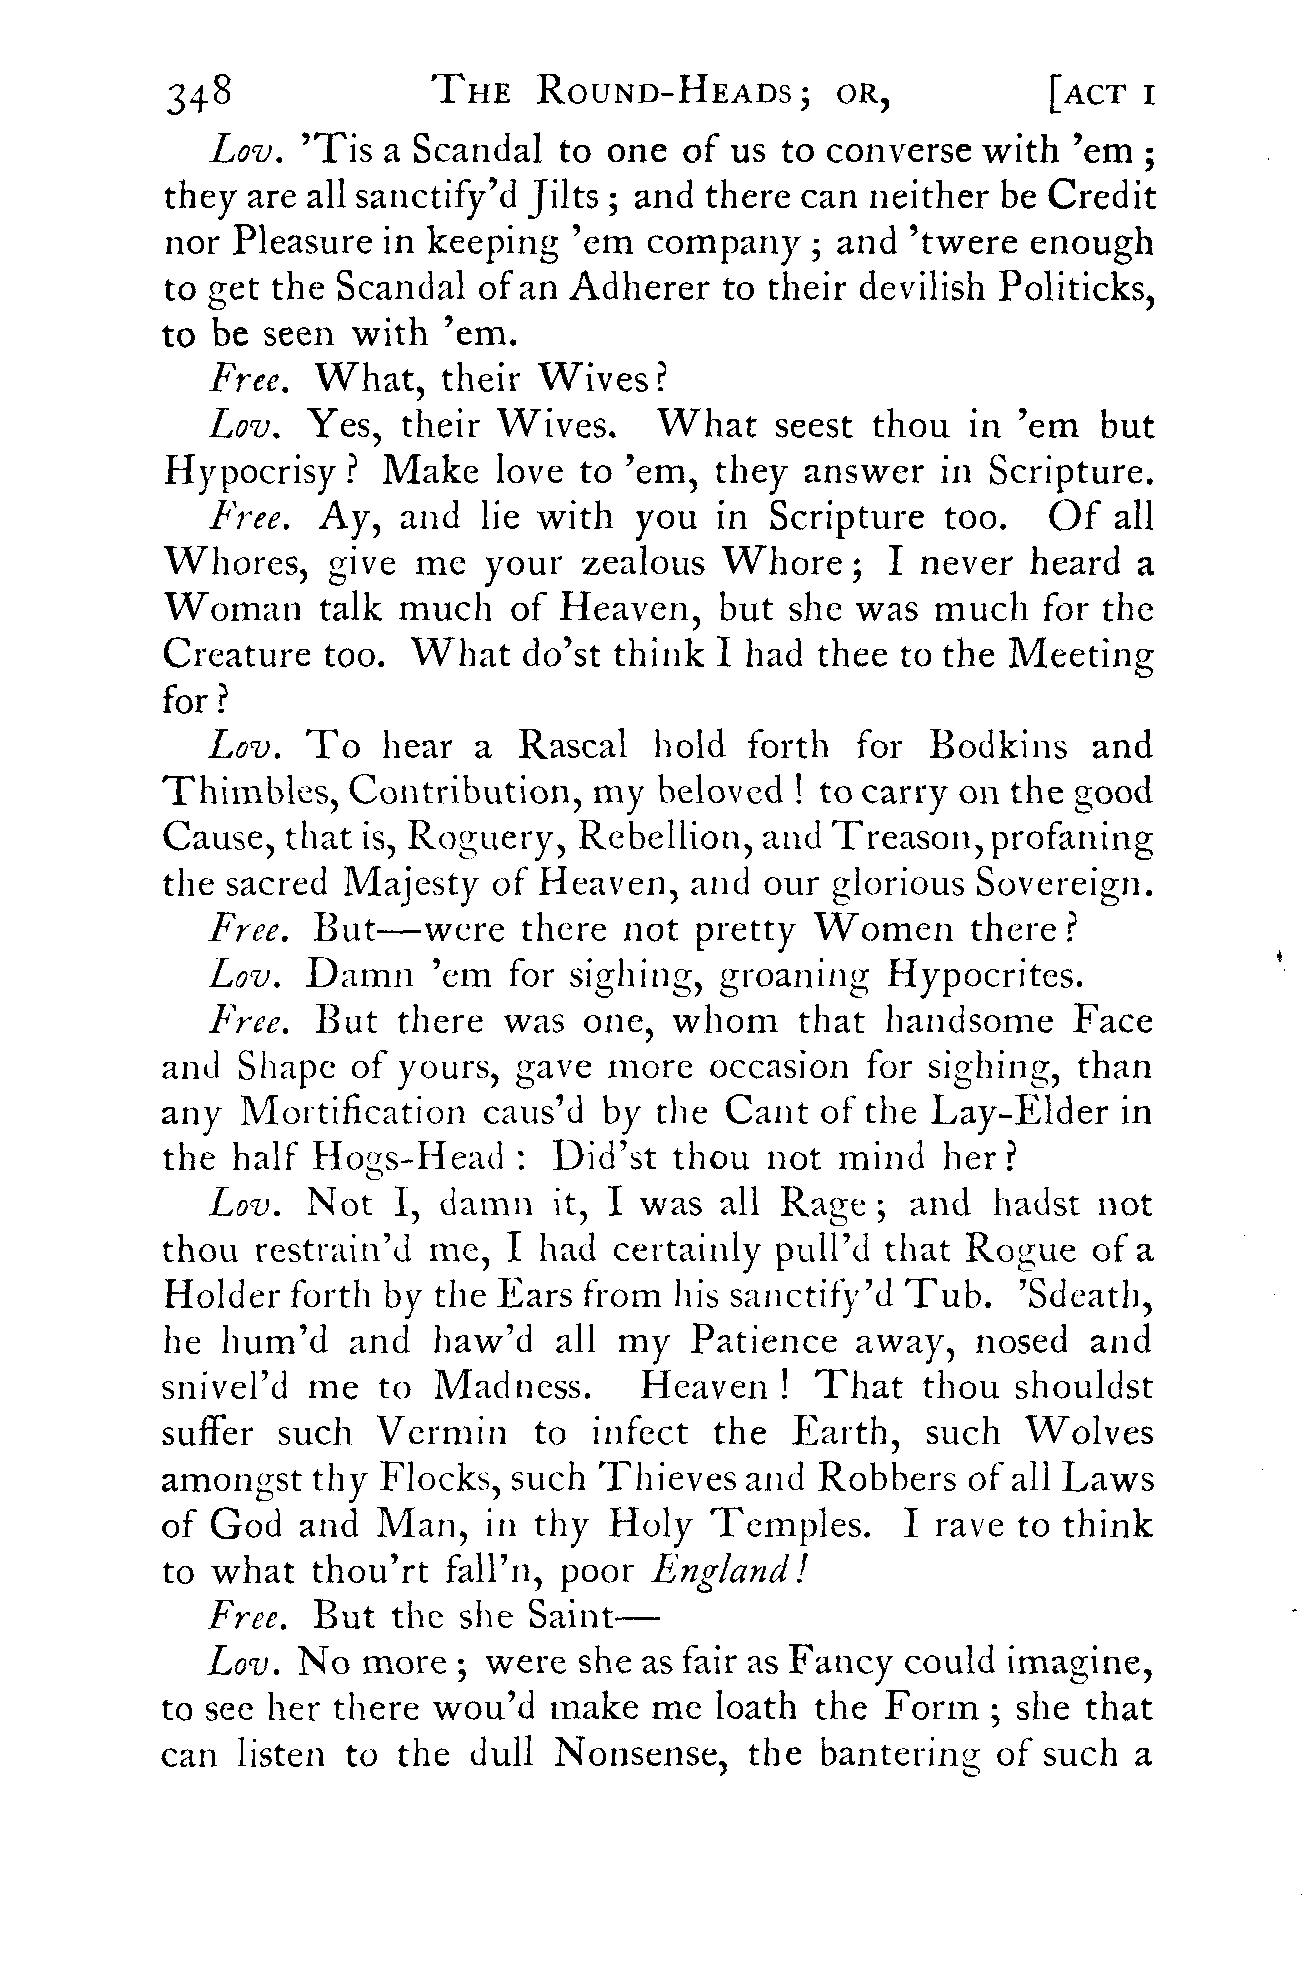 348 The Round-Heads; or, [act i
Lov. 'Tis a Scandal to one of us to converse with 'em ;
they are all sanctify'd Jilts ; and there can neither be Credit
nor Pleasure in keeping 'em company ; and 'twere enough
to get the Scandal of an Adherer to their devilish Politicks,
to be seen with 'em.
Free. What, their Wives?
Lov. Yes, their Wives. What seest thou in 'em but
Hypocrisy ? Make love to 'em, they answer in Scripture.
Free. Ay, and lie with you in Scripture too. Of all
Whores, give me your zealous Whore ; I never heard a
Woman talk much of Heaven, but she was much for the
Creature too. What do'st think I had thee to the Meeting
for ?
Lov. To hear a Rascal hold forth for Bodkins and
Thimbles, Contribution, my beloved ! to carry on the good
Cause, that is, Roguery, Rebellion, and Treason, profaning
the sacred Majesty of Heaven, and our glorious Sovereign.
Free. But—were there not pretty Women there ?
Lov. Damn 'em for sighing, groaning Hypocrites.
Free. But there was one, whom that handsome Face
and Shape of yours, gave more occasion for sighing, than
any Mortification caus'd by the Cant of the Lay-Elder in
the half Hogs-Head : Did'st thou not mind her ?
Lov. Not I, damn it, I was all Rage ; and hadst not
thou restrain'd me, I had certainly pull'd that Rogue of a
Holder forth by the Ears from his sanctify'd Tub. 'Sdeath,
he hum'd and haw'd all my Patience away, nosed and
snivel'd me to Madness. Heaven ! That thou shouldst
suffer such Vermin to infect the Earth, such Wolves
amongst thy Flocks, such Thieves and Robbers of all Laws
of God and Man, in thy Holy Temples. I rave to think
to what thou'rt fall'n, poor England !
Free. But the she Saint—
Lov. No more ; were she as fair as Fancy could imagine,
to see her there wou'd make me loath the Form ; she that
can listen to the dull Nonsense, the bantering of such a